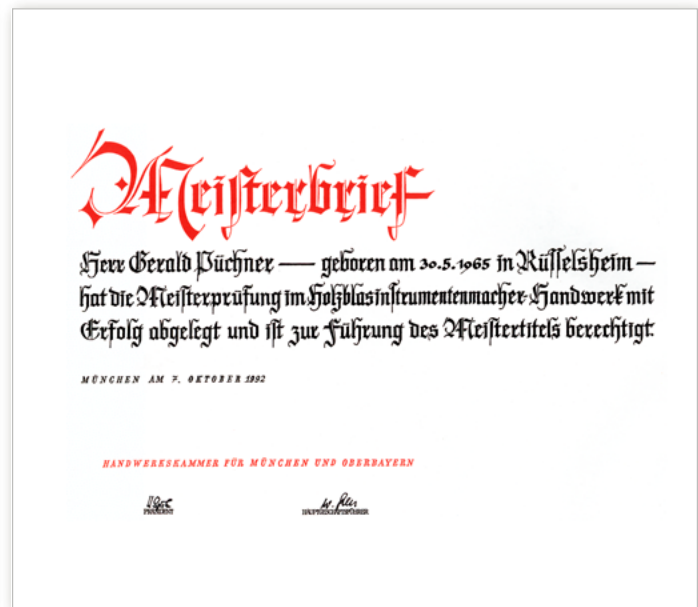 Meisterbrief
Herr Gerald Püchner — geboren am 30.5.1965 in Rüsselsheim —
hat die Meisterprüfung im Holzblasinstrumentenmacher-Handwerk mit
Erfolg abgelegt und ist zur Führung des Meistertitels berechtigt.
MÜNCHEN AM 7. OKTOBER 1992
HANDWERKSKAMMER FÜR MÜNCHEN UND OBERBAYERN
PRÄSIDENT HAUPTGESCHÄFTSFÜHRER